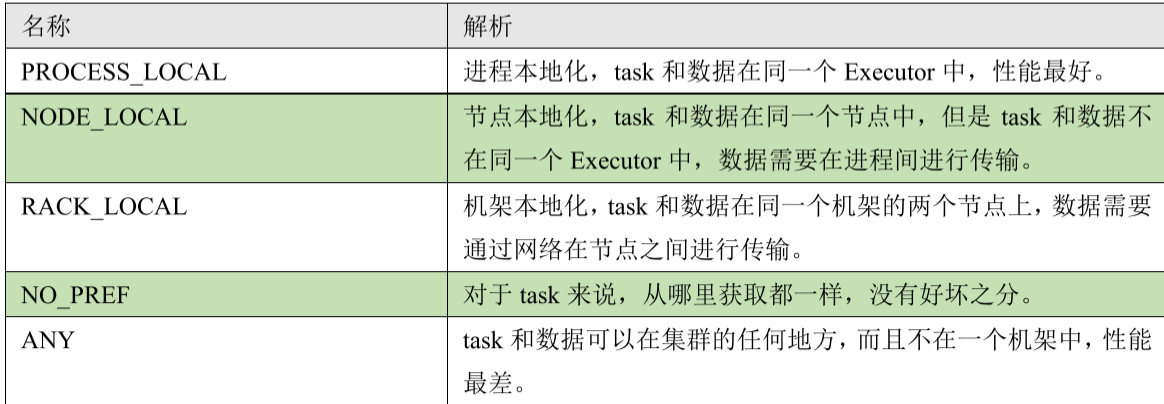 名称 解析
PROCESS_LOCAL 进程本地化，task 和数据在同一个 Executor 中，性能最好。
NODE_LOCAL 节点本地化，task 和数据在同一个节点中，但是 task 和数据不
在同一个 Executor 中，数据需要在进程间进行传输。
RACK_LOCAL 机架本地化，task 和数据在同一个机架的两个节点上，数据需要
通过网络在节点之间进行传输。
NO_PREF 对于 task 来说，从哪里获取都一样，没有好坏之分。
ANY task 和数据可以在集群的任何地方，而且不在一个机架中，性能
最差。